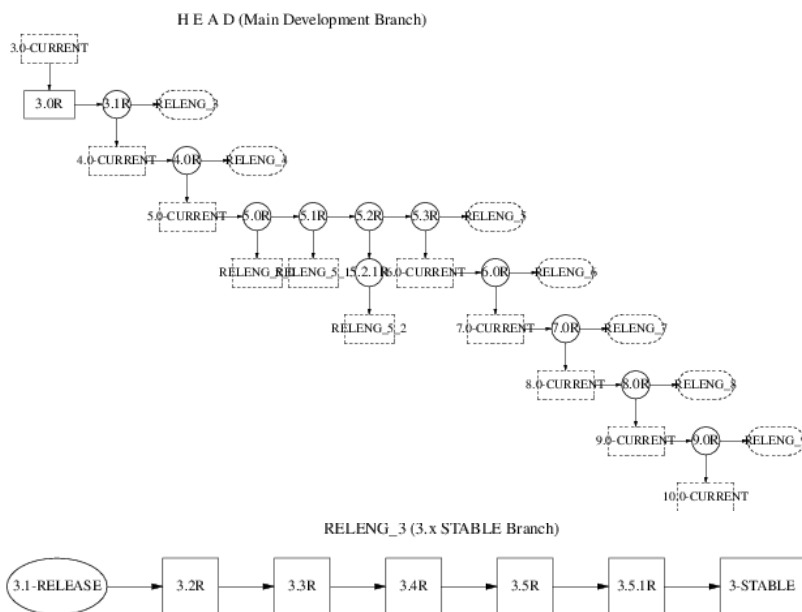 H E A D (Main Development Branch)
3.0-CURRENT
3.0R 3.1R RELENG_3
4.0-CURRENT 4.0R RELENG_4
5.0-CURRENT 5.0R 5.1R 5.2R 5.3R RELENG_5
RELENG_5_0 RELENG_5_1 5.2.1R 6.0-CURRENT 6.0R RELENG_6
RELENG_5_2 7.0-CURRENT 7.0R RELENG_7
8.0-CURRENT 8.0R RELENG_8
9.0-CURRENT 9.0R RELENG_9
10.0-CURRENT
RELENG_3 (3.x STABLE Branch)
3.1-RELEASE 3.2R 3.3R 3.4R 3.5R 3.5.1R 3-STABLE